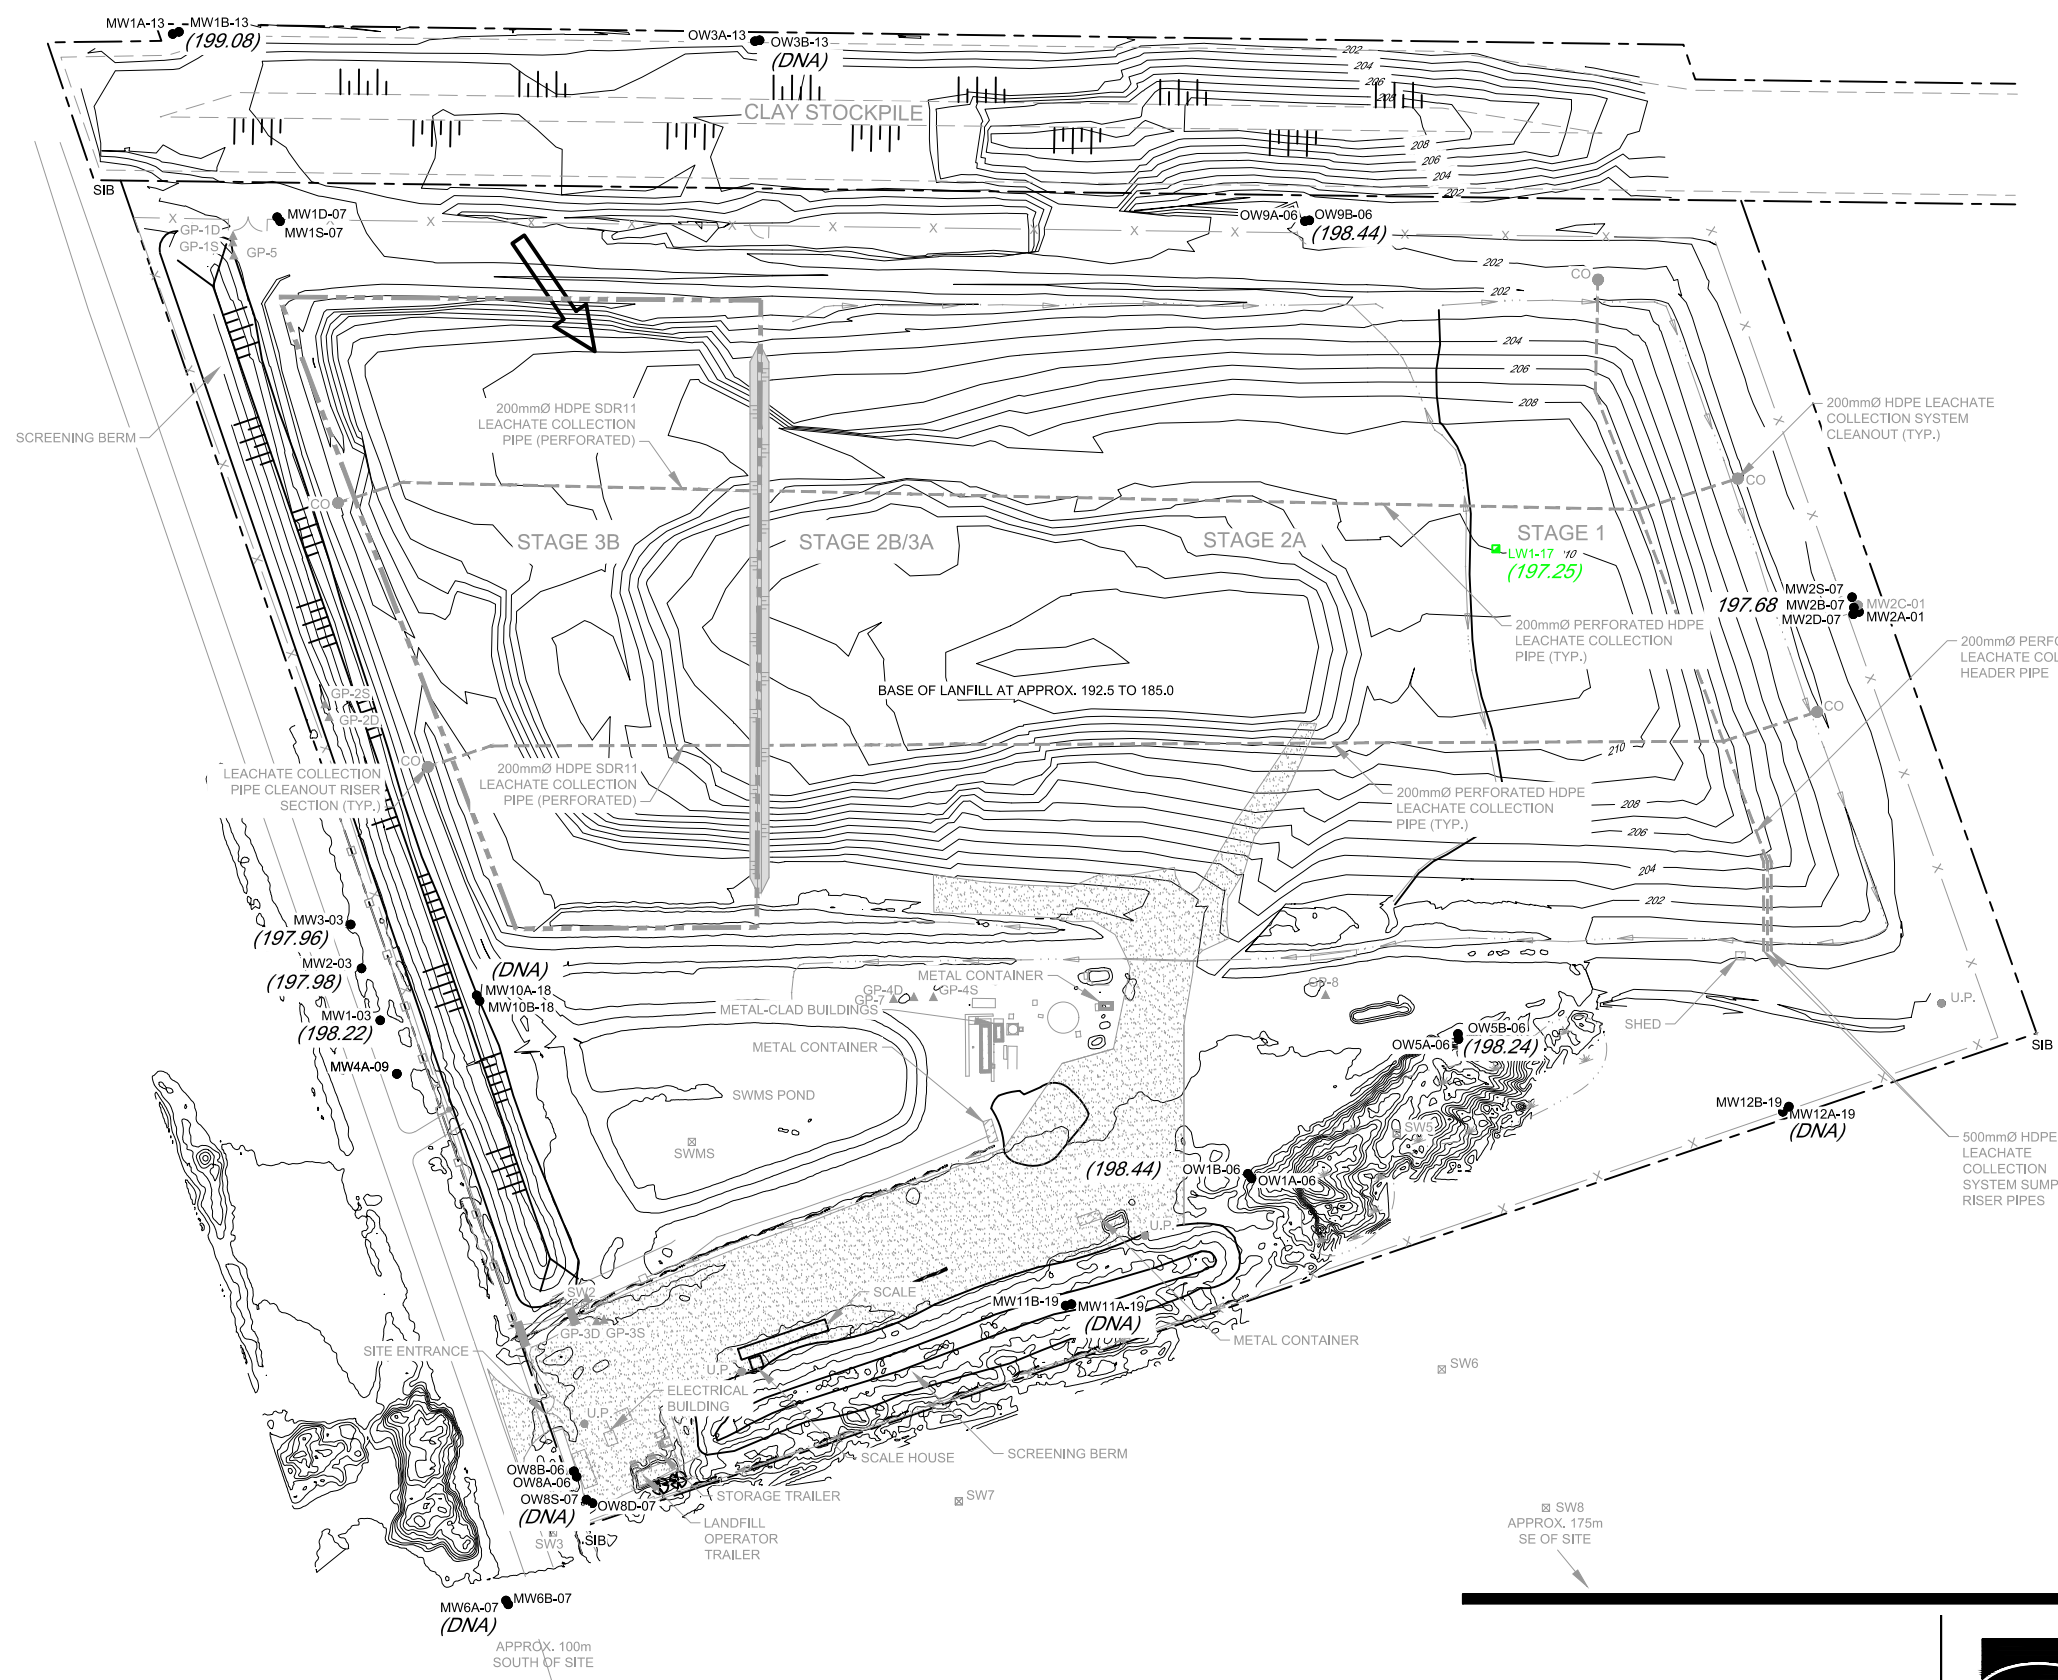 MW1A-13
MW1B-13
(199.08)
OW3A-13
OW3B-13
(DNA)
CLAY STOCKPILE
202
204
206
208
208
206
204
202
SIB
MW1D-07
MW1S-07
GP-1D
GP-1S
GP-5
OW9A-06
OW9B-06
(198.44)
202
202
CO
204
206
208
SCREENING BERM
200mmØ HDPE SDR11
LEACHATE COLLECTION
PIPE (PERFORATED)
200mmØ HDPE LEACHATE
COLLECTION SYSTEM
CLEANOUT (TYP.)
CO
CO
STAGE 3B
STAGE 2B/3A
STAGE 2A
STAGE 1
LW1-17
(197.25)
MW2S-07
MW2B-07
MW2D-07
MW2C-01
MW2A-01
197.68
200mmØ PERFORATED HDPE
LEACHATE COLLECTION
PIPE (TYP.)
200mmØ PERFO
LEACHATE COL
HEADER PIPE
BASE OF LANFILL AT APPROX. 192.5 TO 185.0
GP-2S
GP-2D
CO
CO
210
LEACHATE COLLECTION
PIPE CLEANOUT RISER
SECTION (TYP.)
200mmØ HDPE SDR11
LEACHATE COLLECTION
PIPE (PERFORATED)
200mmØ PERFORATED HDPE
LEACHATE COLLECTION
PIPE (TYP.)
208
206
204
202
MW3-03
(197.96)
MW2-03
(197.98)
MW1-03
(198.22)
MW4A-09
(DNA)
MW10A-18
MW10B-18
METAL CONTAINER
GP-4D
GP-7
GP-4S
METAL-CLAD BUILDINGS
METAL CONTAINER
GP-8
U.P.
SHED
SIB
OW5B-06
OW5A-06
(198.24)
SWMS POND
SWMS
SW5
MW12B-19
MW12A-19
(DNA)
500mmØ HDPE
LEACHATE
COLLECTION
SYSTEM SUMP
RISER PIPES
(198.44)
OW1B-06
OW1A-06
U.P.
SW2
GP-3D
GP-3S
SCALE
MW11B-19
MW11A-19
(DNA)
METAL CONTAINER
SITE ENTRANCE
U.P.
SW6
ELECTRICAL
BUILDING
U.P.
SCALE HOUSE
SCREENING BERM
OW8B-06
OW8A-06
OW8S-07
OW8D-07
(DNA)
STORAGE TRAILER
SW7
SW3
SIB
LANDFILL
OPERATOR
TRAILER
SW8
APPROX. 175m
SE OF SITE
MW6A-07
MW6B-07
(DNA)
APPROX. 100m
SOUTH OF SITE